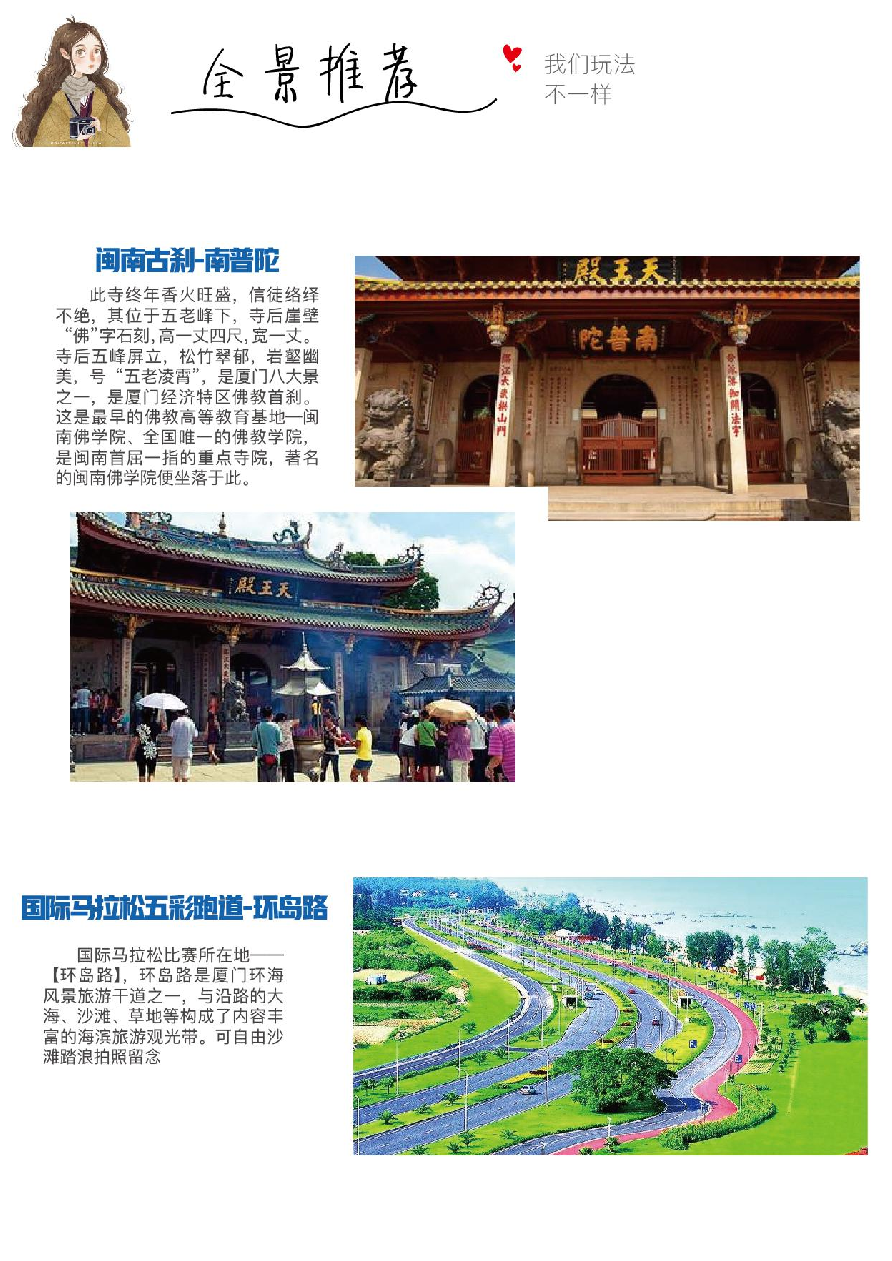 全景推荐
我们玩法
不一样
闽南古刹-南普陀
此寺终年香火旺盛，信徒络绎
不绝，其位于五老峰下，寺后崖壁
“佛”字石刻,高一丈四尺,宽一丈。
寺后五峰屏立，松竹翠郁，岩壑幽
美，号“五老凌霄”，是厦门八大景
之一，是厦门经济特区佛教首刹。
这是最早的佛教高等教育基地—闽
南佛学院、全国唯一的佛教学院，
是闽南首屈一指的重点寺院，著名
的闽南佛学院便坐落于此。
殿王天
陀普南
天王殿
国际马拉松五彩跑道-环岛路
国际马拉松比赛所在地——
【环岛路】，环岛路是厦门环海
风景旅游干道之一，与沿路的大
海、沙滩、草地等构成了内容丰
富的海滨旅游观光带。可自由沙
滩踏浪拍照留念